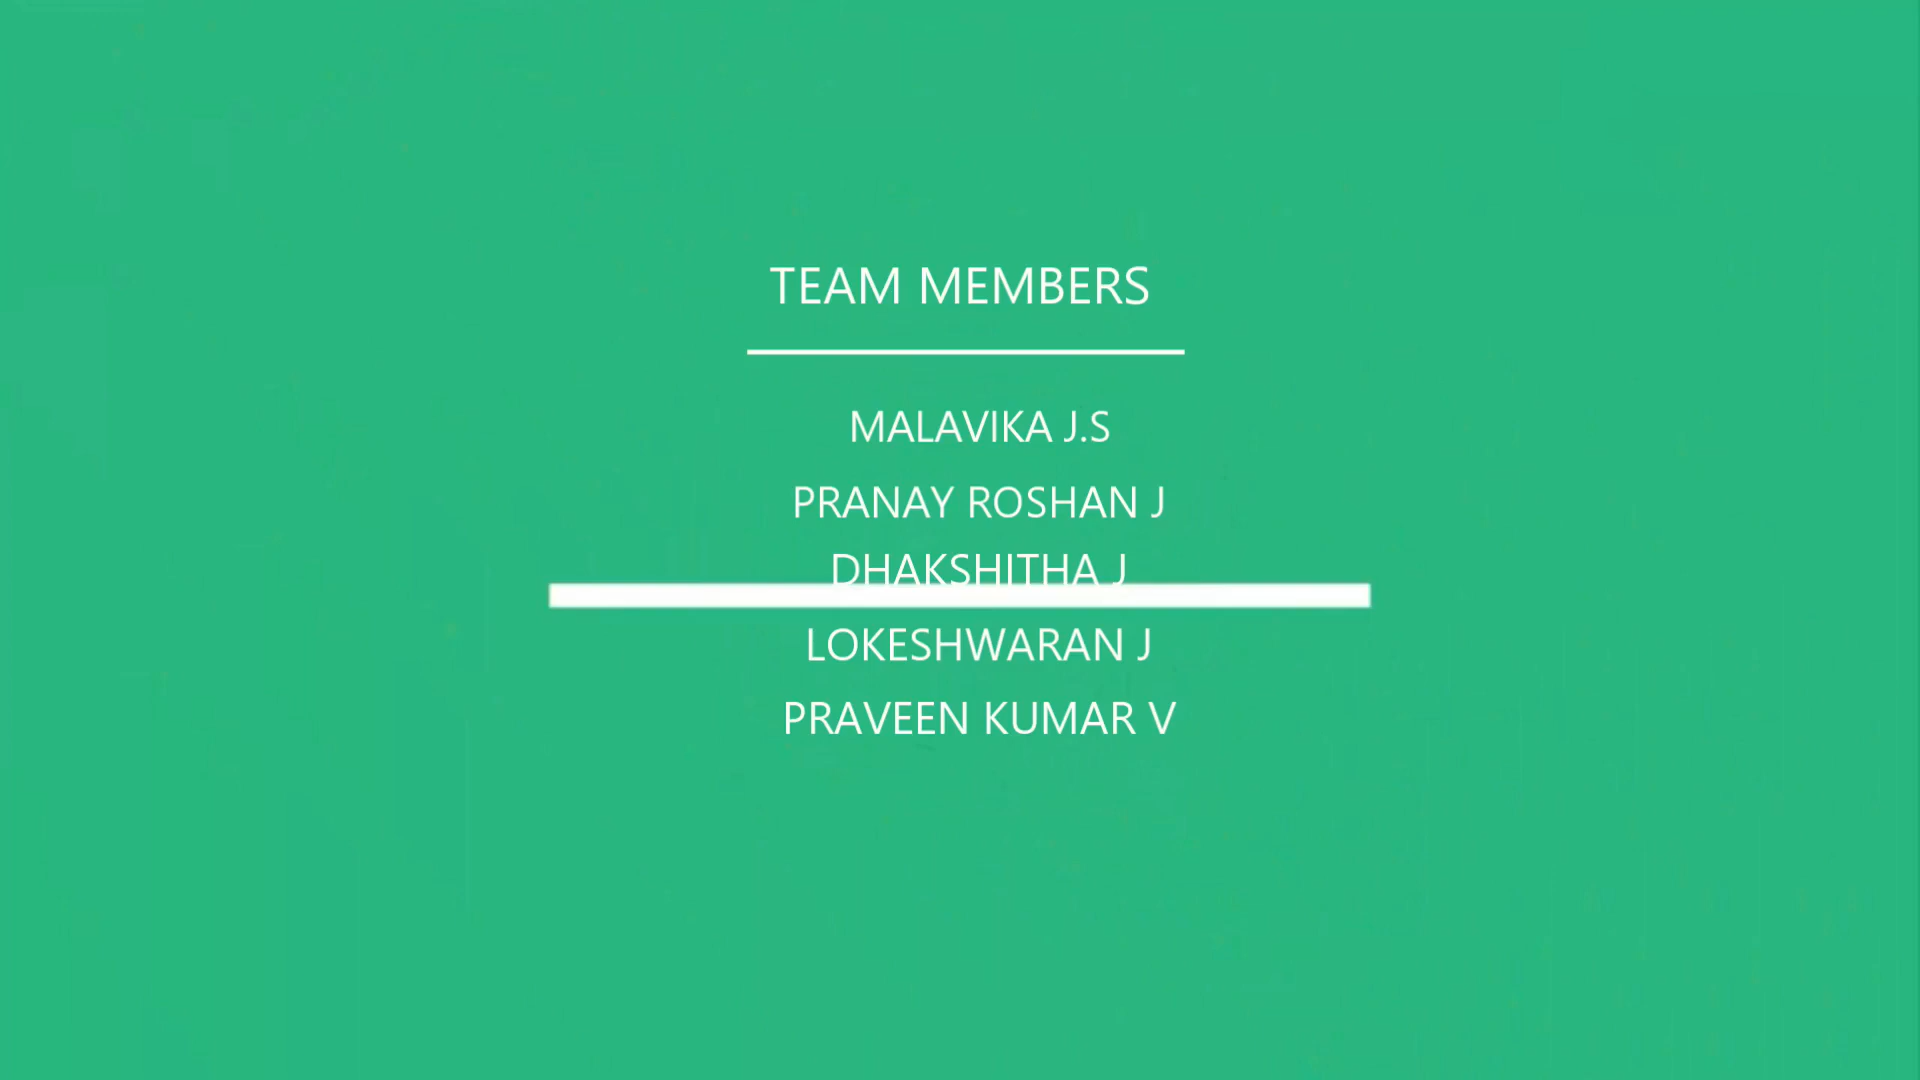 TEAM MEMBERS
MALAVIKA J.S
PRANAY ROSHAN J
DHAKSHITHA J
LOKESHWARAN J
PRAVEEN KUMAR V